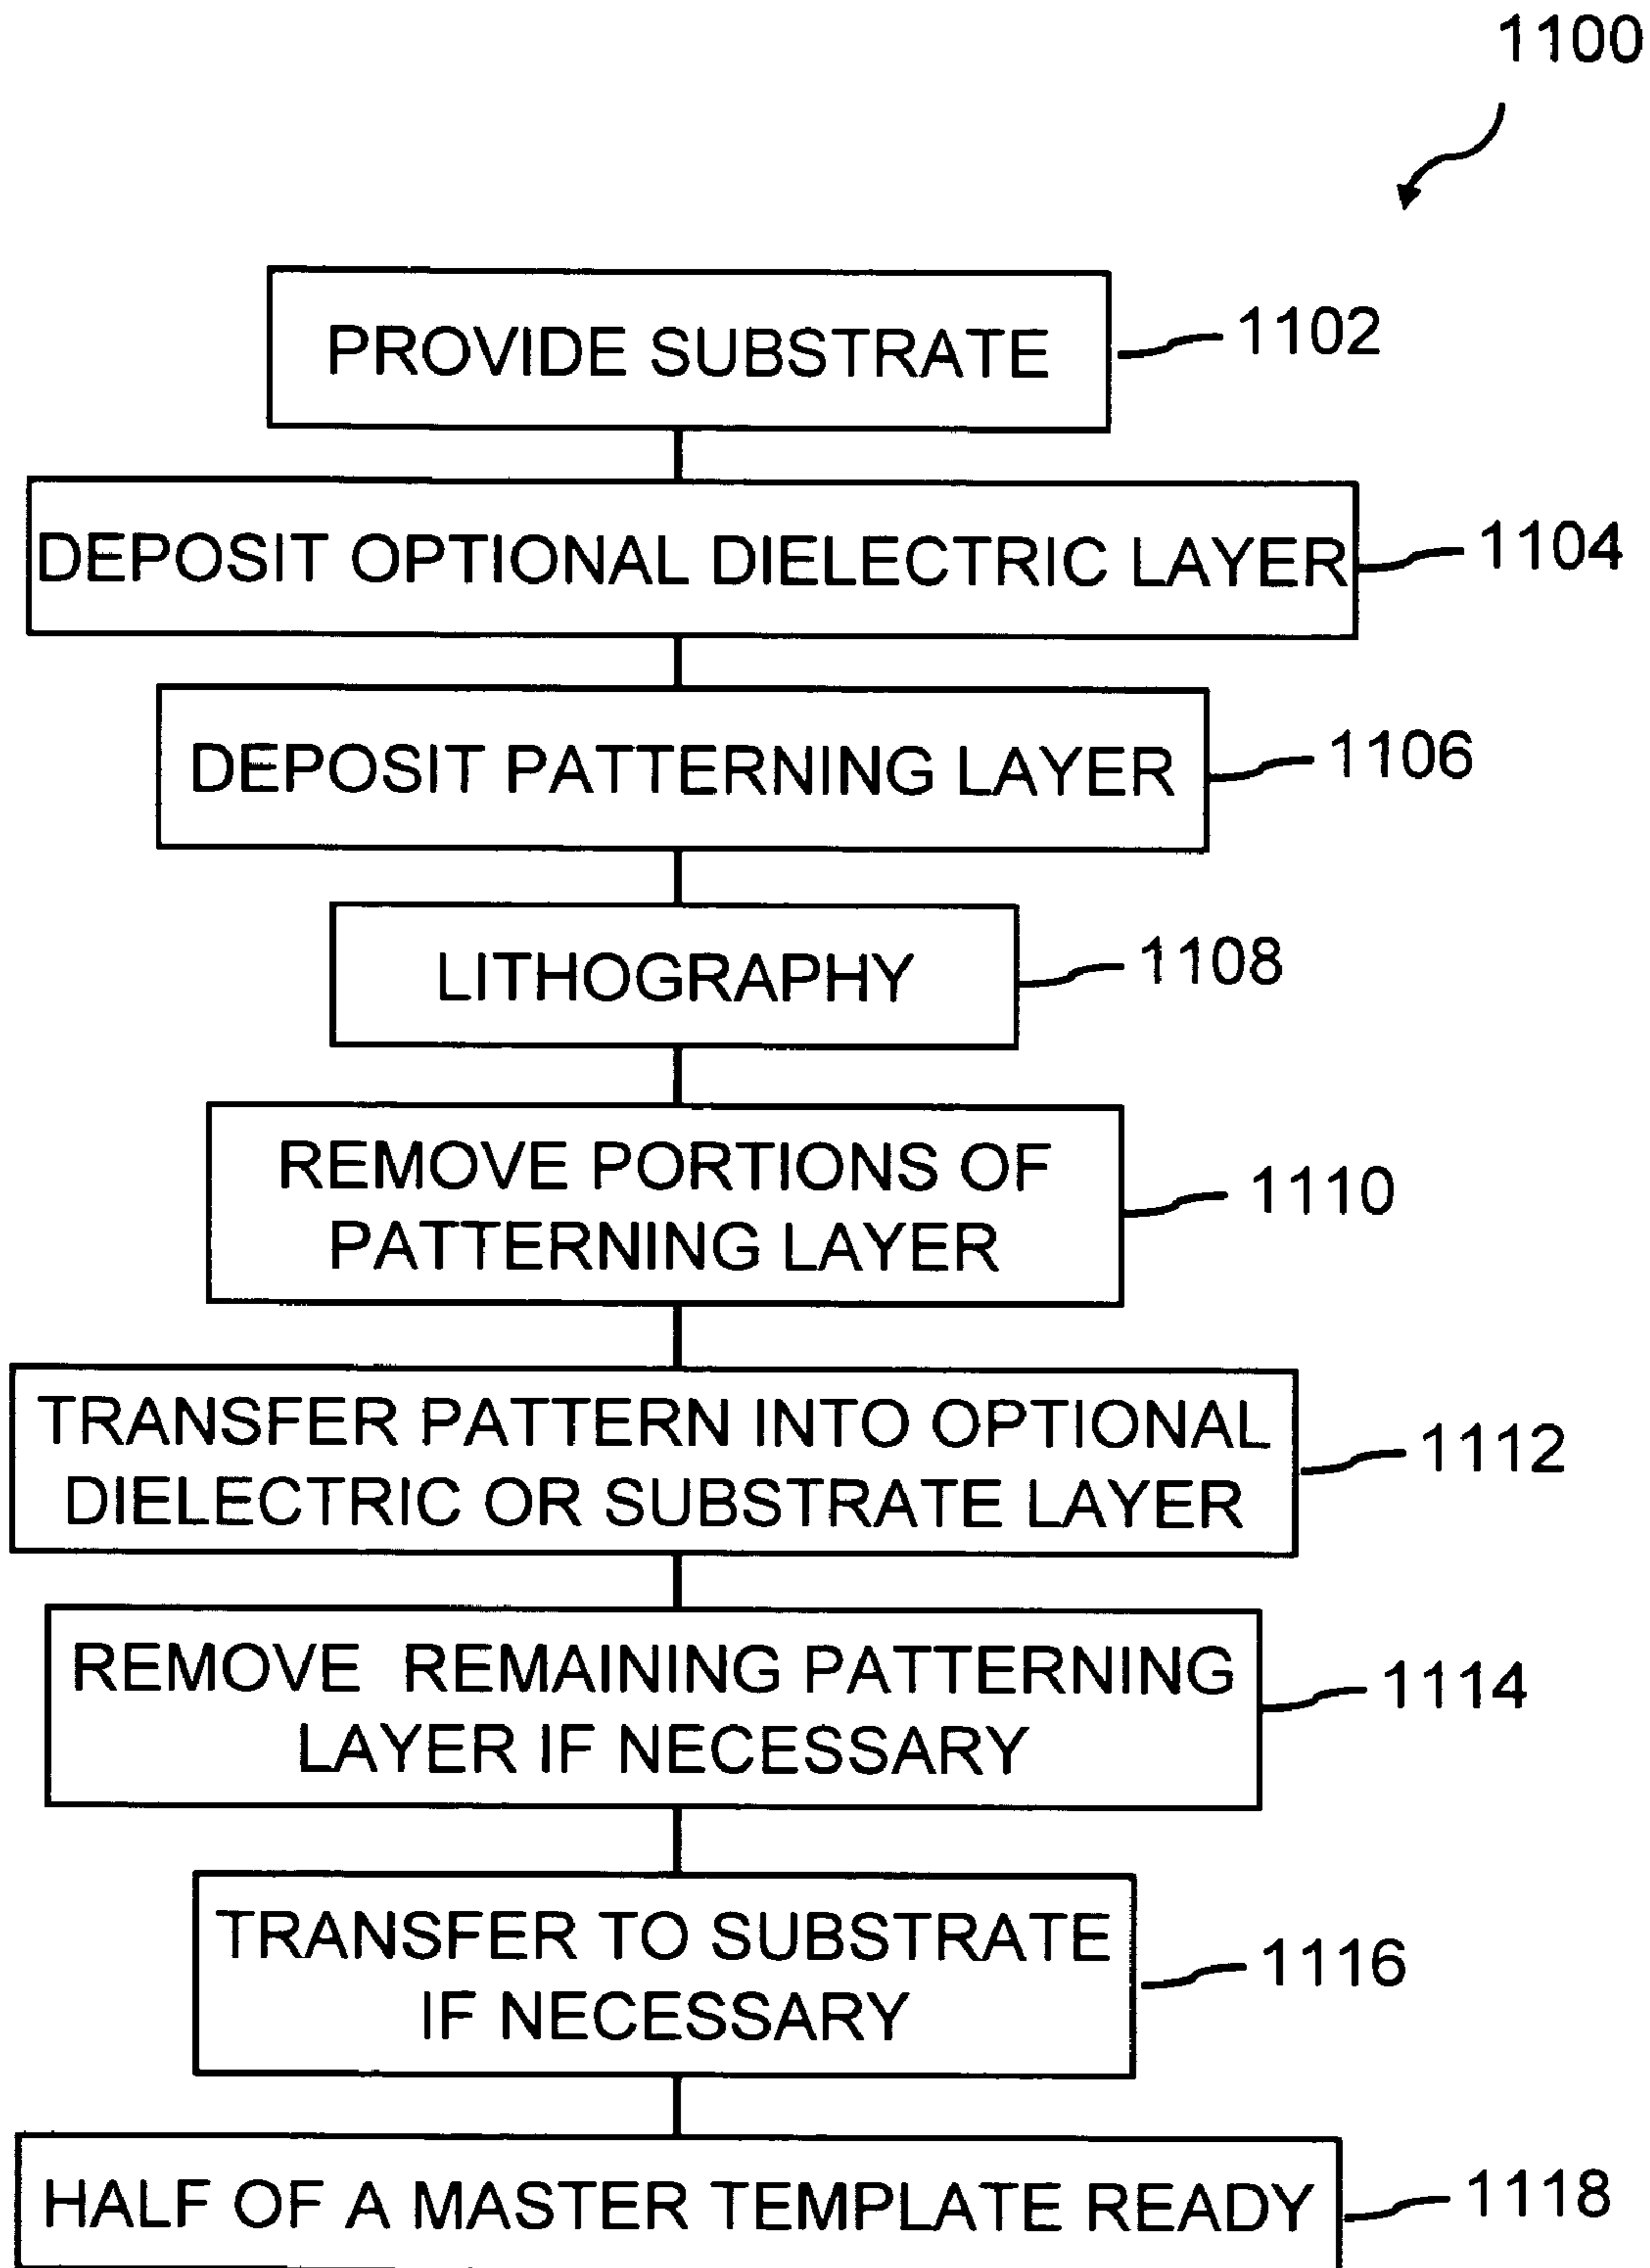 1100
PROVIDE SUBSTRATE
1102
DEPOSIT OPTIONAL DIELECTRIC LAYER
1104
DEPOSIT PATTERNING LAYER
1106
LITHOGRAPHY
1108
REMOVE PORTIONS OF
PATTERNING LAYER
1110
TRANSFER PATTERN INTO OPTIONAL
DIELECTRIC OR SUBSTRATE LAYER
1112
REMOVE REMAINING PATTERNING
LAYER IF NECESSARY
1114
TRANSFER TO SUBSTRATE
IF NECESSARY
1116
HALF OF A MASTER TEMPLATE READY
1118